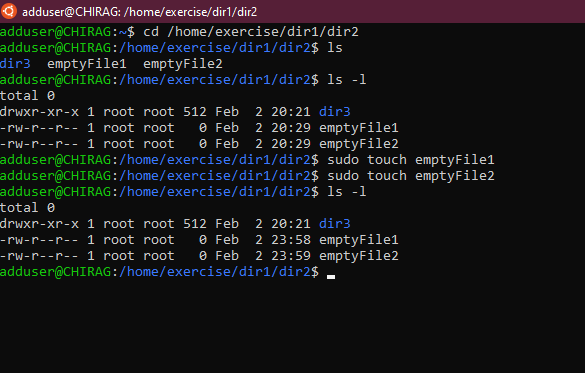 adduser@CHIRAG: /home/exercise/dir1/dir2
adduser@CHIRAG:~$ cd /home/exercise/dir1/dir2
adduser@CHIRAG:/home/exercise/dir1/dir2$ ls
dir3  emptyFile1  emptyFile2
adduser@CHIRAG:/home/exercise/dir1/dir2$ ls -l
total 0
drwxr-xr-x 1 root root 512 Feb  2 20:21 dir3
-rw-r--r-- 1 root root   0 Feb  2 20:29 emptyFile1
-rw-r--r-- 1 root root   0 Feb  2 20:29 emptyFile2
adduser@CHIRAG:/home/exercise/dir1/dir2$ sudo touch emptyFile1
adduser@CHIRAG:/home/exercise/dir1/dir2$ sudo touch emptyFile2
adduser@CHIRAG:/home/exercise/dir1/dir2$ ls -l
total 0
drwxr-xr-x 1 root root 512 Feb  2 20:21 dir3
-rw-r--r-- 1 root root   0 Feb  2 23:58 emptyFile1
-rw-r--r-- 1 root root   0 Feb  2 23:59 emptyFile2
adduser@CHIRAG:/home/exercise/dir1/dir2$